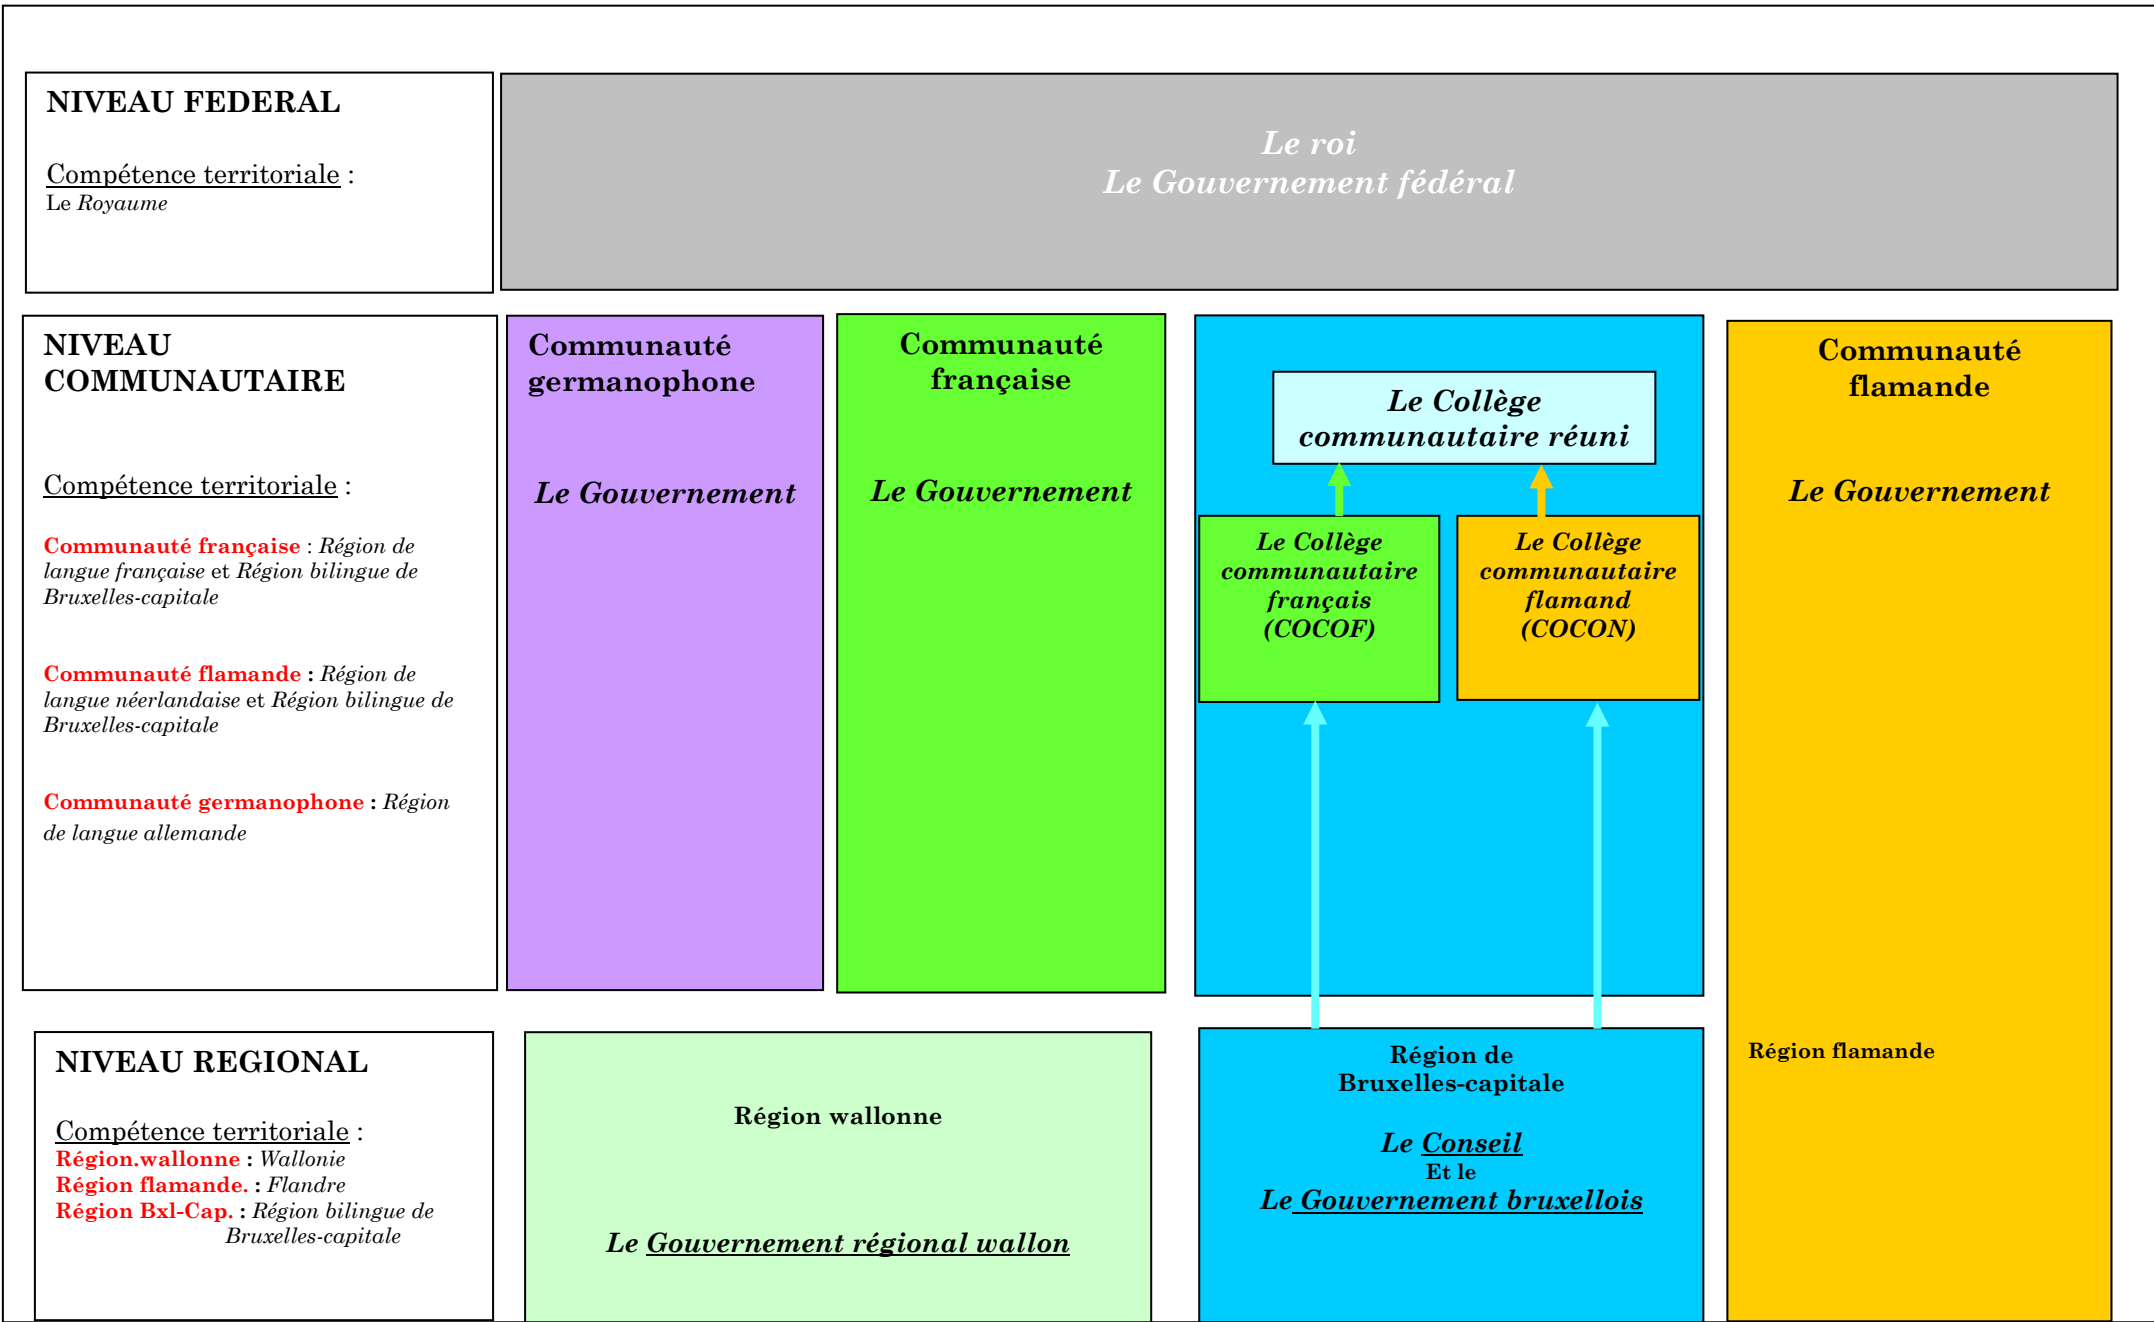 NIVEAU FEDERAL
Compétence territoriale :
Le Royaume
Le roi
Le Gouvernement fédéral
NIVEAU
COMMUNAUTAIRE
Compétence territoriale :
Communauté française : Région de
langue française et Région bilingue de
Bruxelles-capitale
Communauté flamande : Région de
langue néerlandaise et Région bilingue de
Bruxelles-capitale
Communauté germanophone : Région
de langue allemande
Communauté
germanophone
Le Gouvernement
Communauté
française
Le Gouvernement
Le Collège
communautaire réuni
Le Collège
communautaire
français
(COCOF)
Le Collège
communautaire
flamand
(COCON)
Communauté
flamande
Le Gouvernement
NIVEAU REGIONAL
Compétence territoriale :
Région.wallonne : Wallonie
Région flamande. : Flandre
Région Bxl-Cap. : Région bilingue de
Bruxelles-capitale
Région wallonne
Le Gouvernement régional wallon
Région de
Bruxelles-capitale
Le Conseil
Et le
Le Gouvernement bruxellois
Région flamande